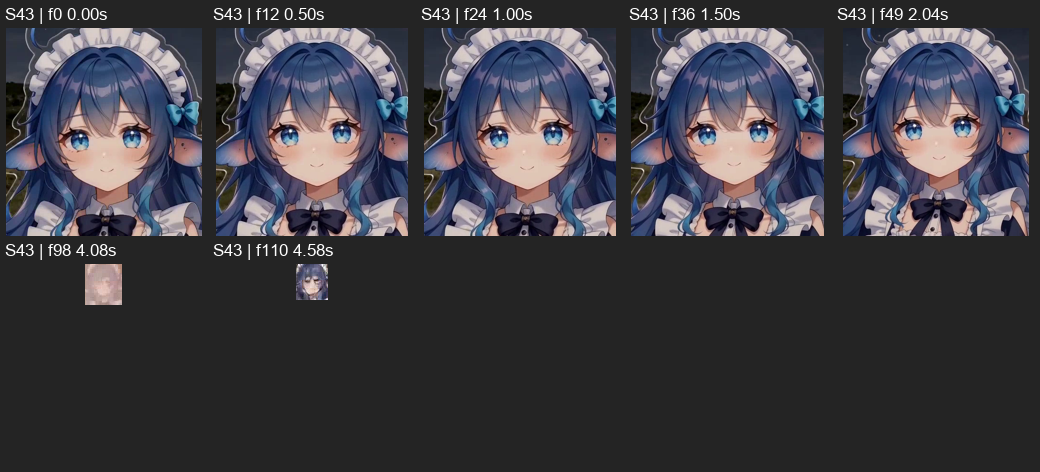 S43 | f0 0.00s
S43 | f12 0.50s
S43 | f24 1.00s
S43 | f36 1.50s
S43 | f49 2.04s
S43 | f98 4.08s
S43 | f110 4.58s